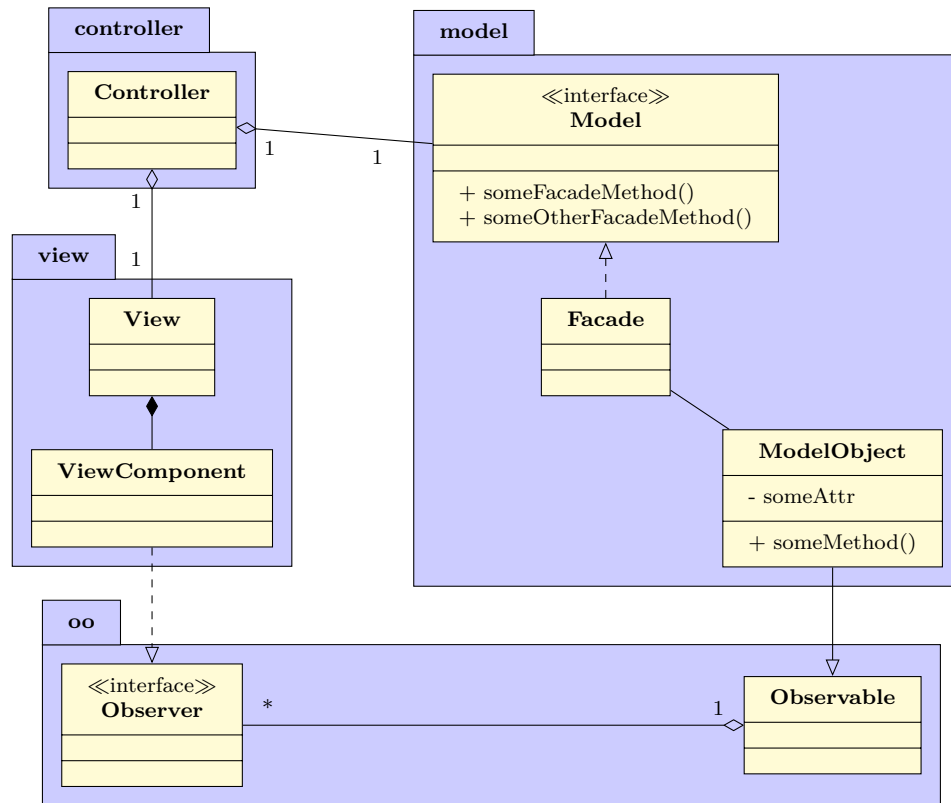 controller
Controller
model
≪interface≫
Model
+ someFacadeMethod()
+ someOtherFacadeMethod()
1
1
1
1
view
View
Facade
ViewComponent
ModelObject
- someAttr
+ someMethod()
oo
≪interface≫
Observer
*
1
Observable